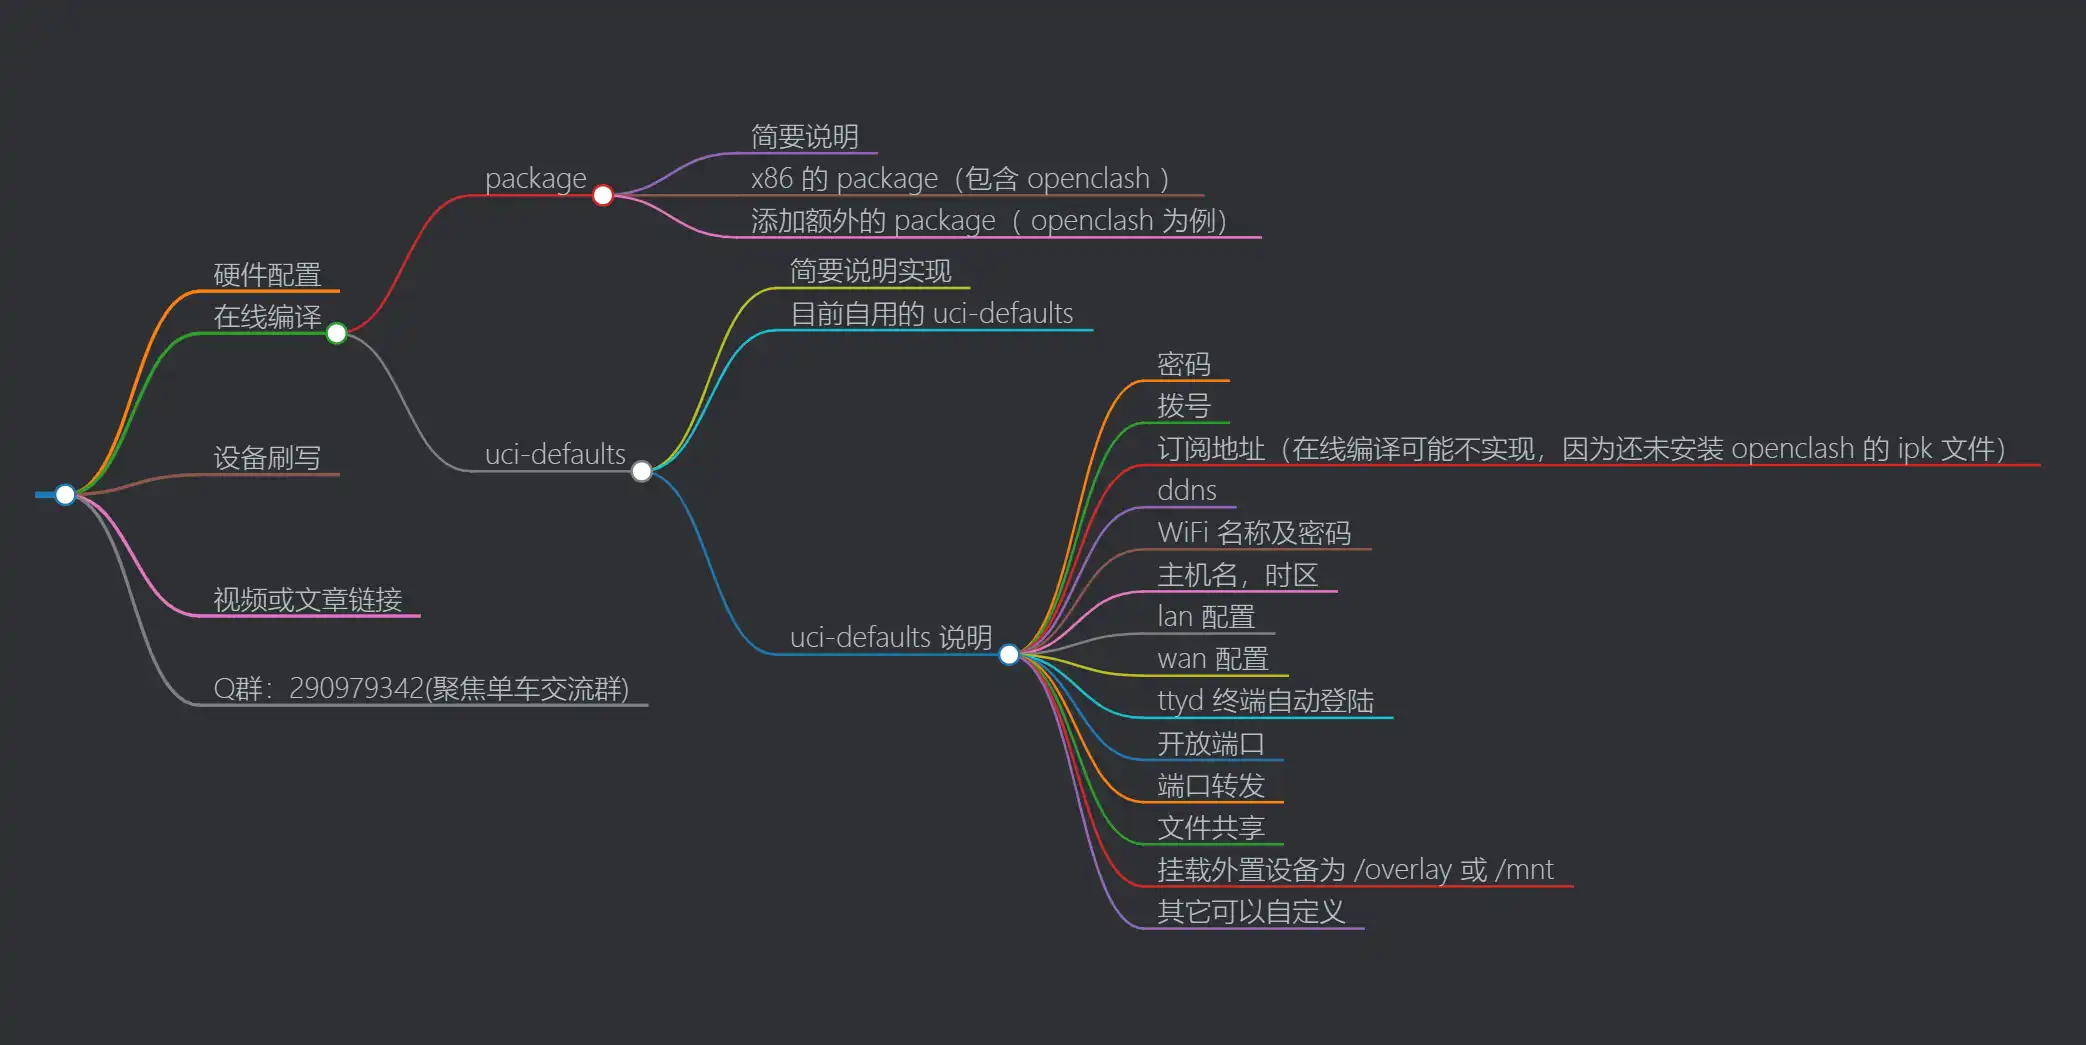 硬件配置
在线编译
package
简要说明
x86 的 package（包含 openclash ）
添加额外的 package（ openclash 为例）
uci-defaults
简要说明实现
目前自用的 uci-defaults
uci-defaults 说明
密码
拨号
订阅地址（在线编译可能不实现，因为还未安装 openclash 的 ipk 文件）
ddns
WiFi 名称及密码
主机名，时区
lan 配置
wan 配置
ttyd 终端自动登陆
开放端口
端口转发
文件共享
挂载外置设备为 /overlay 或 /mnt
其它可以自定义
设备刷写
视频或文章链接
Q群：290979342(聚焦单车交流群)